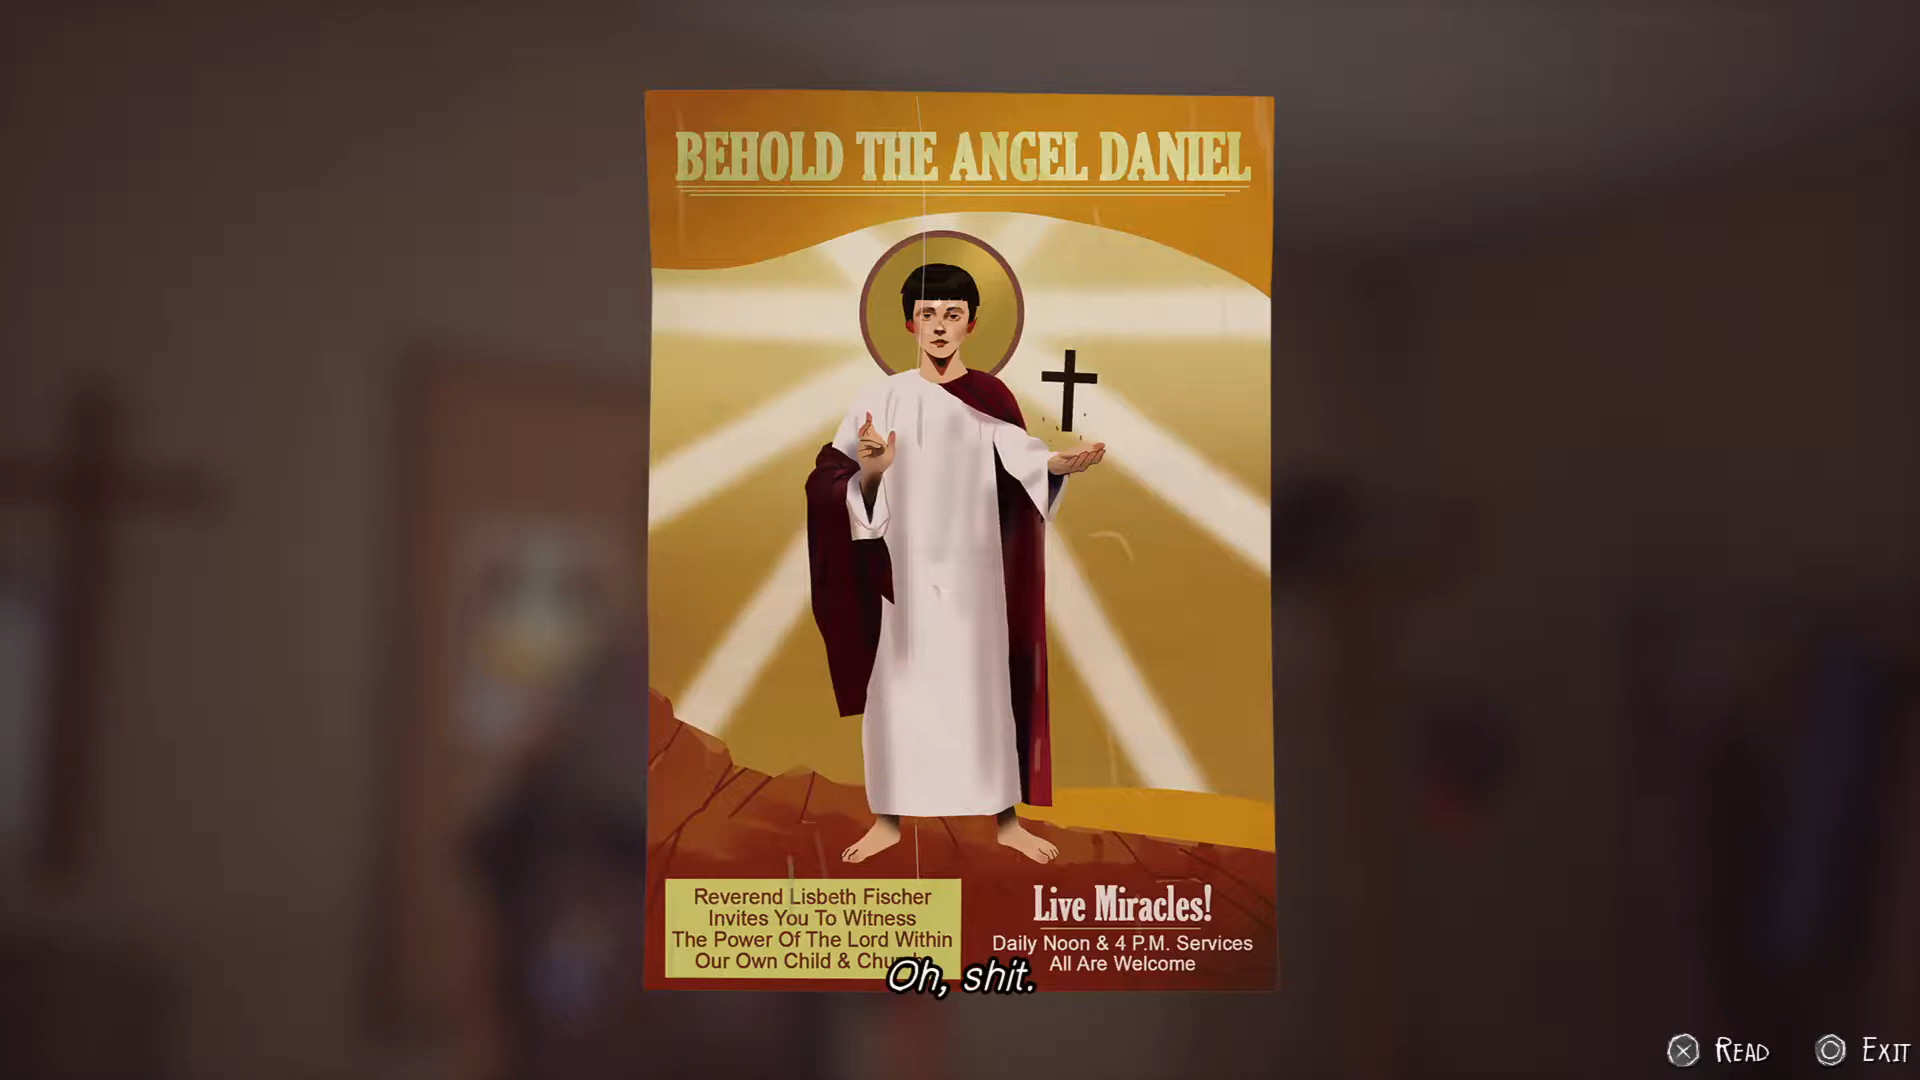 BEHOLD THE ANGEL DANIEL
Reverend Lisbeth Fischer
Invites You To Witness
The Power Of The Lord Within
Our Own Child &
Live Miracles!
Daily Noon & 4 P.M. Services
All Are Welcome
Oh, shit.
READ
EXIT